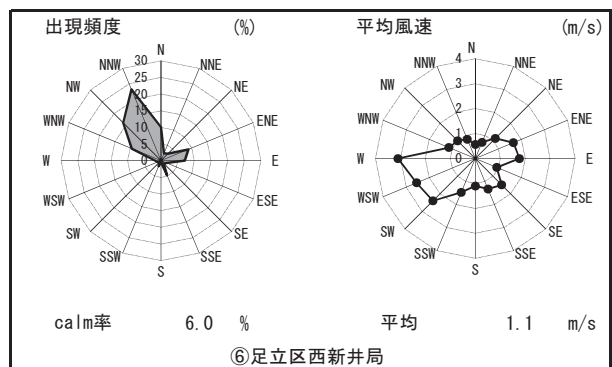 出現頻度 (%)
N
NNE
NE
ENE
E
ESE
SE
SSE
S
SSW
SW
WSW
W
WNW
NW
NNW
30
25
20
15
10
5
0
calm率 6.0 %
平均風速 (m/s)
N
NNE
NE
ENE
E
ESE
SE
SSE
S
SSW
SW
WSW
W
WNW
NW
NNW
4
3
2
1
0
平均 1.1 m/s
⑥足立区西新井局